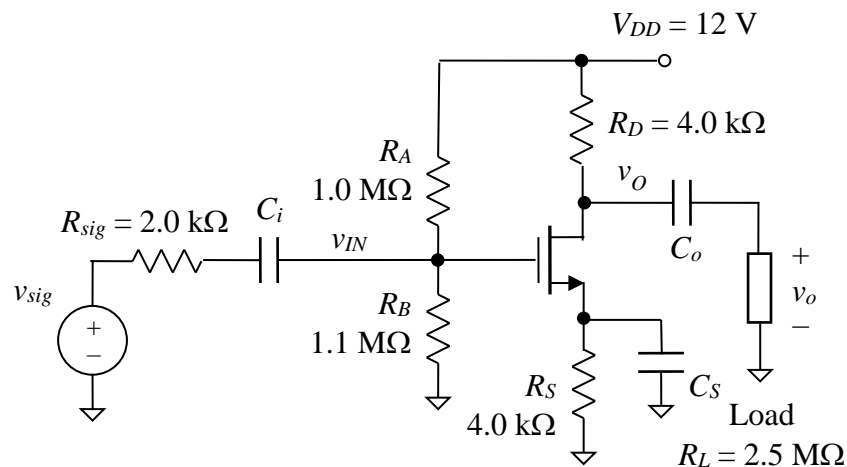 V_DD = 12 V
R_D = 4.0 kΩ
R_A
1.0 MΩ
v_O
R_sig = 2.0 kΩ
C_i
v_IN
C_o
+
v_o
–
v_sig
+
–
R_B
1.1 MΩ
R_S
4.0 kΩ
C_S
Load
R_L = 2.5 MΩ